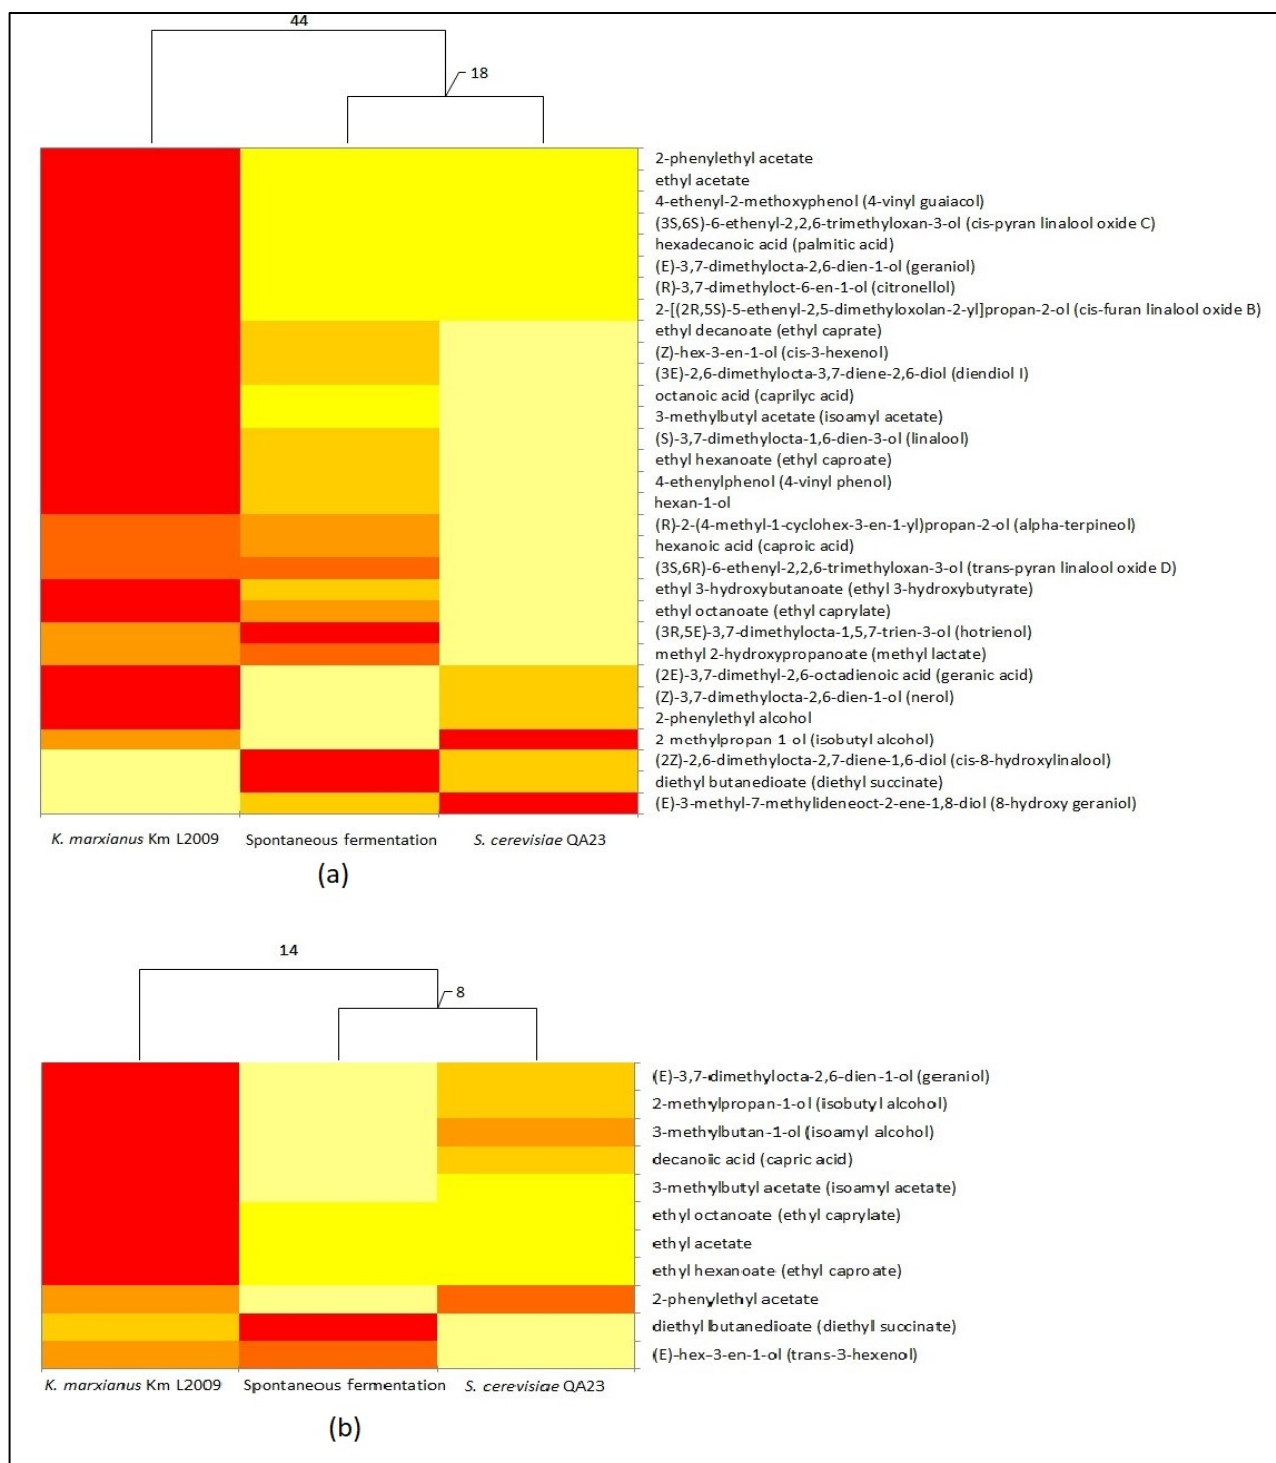 44
18
2-phenylethyl acetate
ethyl acetate
4-ethenyl-2-methoxyphenol (4-vinyl guaiacol)
(3S,6S)-6-ethenyl-2,2,6-trimethyloxan-3-ol (cis-pyran linalool oxide C)
hexadecanoic acid (palmitic acid)
(E)-3,7-dimethylocta-2,6-dien-1-ol (geraniol)
(R)-3,7-dimethyloct-6-en-1-ol (citronellol)
2-[(2R,5S)-5-ethenyl-2,5-dimethyloxolan-2-yl]propan-2-ol (cis-furan linalool oxide B)
ethyl decanoate (ethyl caprate)
(Z)-hex-3-en-1-ol (cis-3-hexenol)
(3E)-2,6-dimethylocta-3,7-diene-2,6-diol (diendiol I)
octanoic acid (caprilyc acid)
3-methylbutyl acetate (isoamyl acetate)
(S)-3,7-dimethylocta-1,6-dien-3-ol (linalool)
ethyl hexanoate (ethyl caproate)
4-ethenylphenol (4-vinyl phenol)
hexan-1-ol
(R)-2-(4-methyl-1-cyclohex-3-en-1-yl)propan-2-ol (alpha-terpineol)
hexanoic acid (caproic acid)
(3S,6R)-6-ethenyl-2,2,6-trimethyloxan-3-ol (trans-pyran linalool oxide D)
ethyl 3-hydroxybutanoate (ethyl 3-hydroxybutyrate)
ethyl octanoate (ethyl caprylate)
(3R,5E)-3,7-dimethylocta-1,5,7-trien-3-ol (hotrienol)
methyl 2-hydroxypropanoate (methyl lactate)
(2E)-3,7-dimethyl-2,6-octadienoic acid (geranic acid)
(Z)-3,7-dimethylocta-2,6-dien-1-ol (nerol)
2-phenylethyl alcohol
2 methylpropan 1 ol (isobutyl alcohol)
(2Z)-2,6-dimethylocta-2,7-diene-1,6-diol (cis-8-hydroxylinalool)
diethyl butanedioate (diethyl succinate)
(E)-3-methyl-7-methylideneoct-2-ene-1,8-diol (8-hydroxy geraniol)
K. marxianus Km L2009 Spontaneous fermentation S. cerevisiae QA23
(a)
14
8
(E)-3,7-dimethylocta-2,6-dien-1-ol (geraniol)
2-methylpropan-1-ol (isobutyl alcohol)
3-methylbutan-1-ol (isoamyl alcohol)
decanoic acid (capric acid)
3-methylbutyl acetate (isoamyl acetate)
ethyl octanoate (ethyl caprylate)
ethyl acetate
ethyl hexanoate (ethyl caproate)
2-phenylethyl acetate
diethyl butanedioate (diethyl succinate)
(E)-hex-3-en-1-ol (trans-3-hexenol)
K. marxianus Km L2009 Spontaneous fermentation S. cerevisiae QA23
(b)